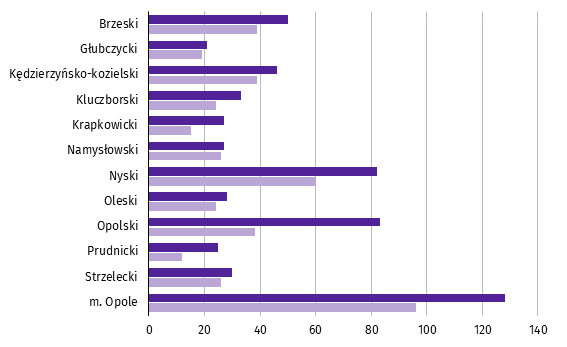 Brzeski
Głubczycki
Kędzierzyńsko-kozielski
Kluczborski
Krapkowicki
Namysłowski
Nyski
Oleski
Opolski
Prudnicki
Strzelecki
m. Opole
0 20 40 60 80 100 120 140